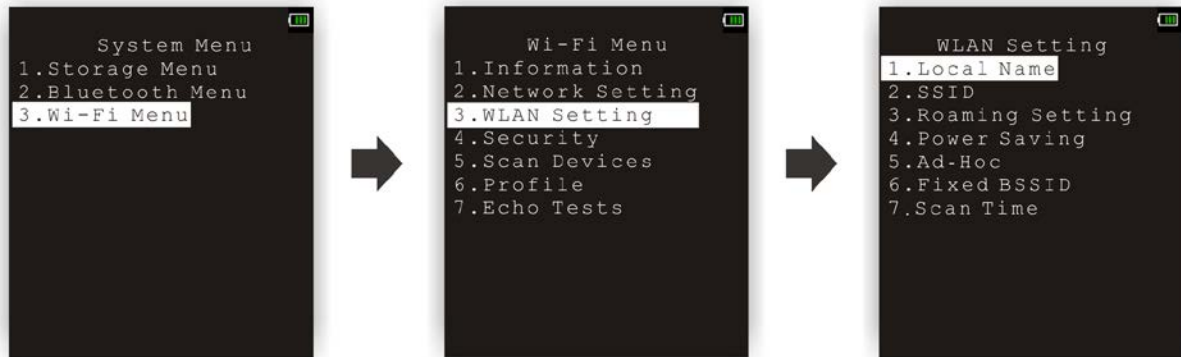 System Menu
1.Storage Menu
2.Bluetooth Menu
3.Wi-Fi Menu
Wi-Fi Menu
1.Information
2.Network Setting
3.WLAN Setting
4.Security
5.Scan Devices
6.Profile
7.Echo Tests
WLAN Setting
1.Local Name
2.SSID
3.Roaming Setting
4.Power Saving
5.Ad-Hoc
6.Fixed BSSID
7.Scan Time